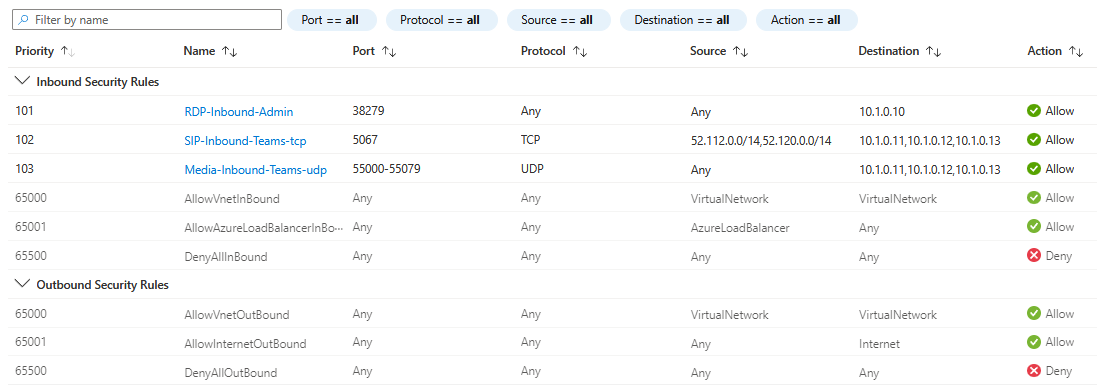 Filter by name Port == all Protocol == all Source == all Destination == all Action == all
Priority ↑↓ Name ↑↓ Port ↑↓ Protocol ↑↓ Source ↑↓ Destination ↑↓ Action ↑↓
Inbound Security Rules
101 RDP-Inbound-Admin 38279 Any Any 10.1.0.10 Allow
102 SIP-Inbound-Teams-tcp 5067 TCP 52.112.0.0/14,52.120.0.0/14 10.1.0.11,10.1.0.12,10.1.0.13 Allow
103 Media-Inbound-Teams-udp 55000-55079 UDP Any 10.1.0.11,10.1.0.12,10.1.0.13 Allow
65000 AllowVnetInBound Any Any VirtualNetwork VirtualNetwork Allow
65001 AllowAzureLoadBalancerInBo··· Any Any AzureLoadBalancer Any Allow
65500 DenyAllInBound Any Any Any Any Deny
Outbound Security Rules
65000 AllowVnetOutBound Any Any VirtualNetwork VirtualNetwork Allow
65001 AllowInternetOutBound Any Any Any Internet Allow
65500 DenyAllOutBound Any Any Any Any Deny